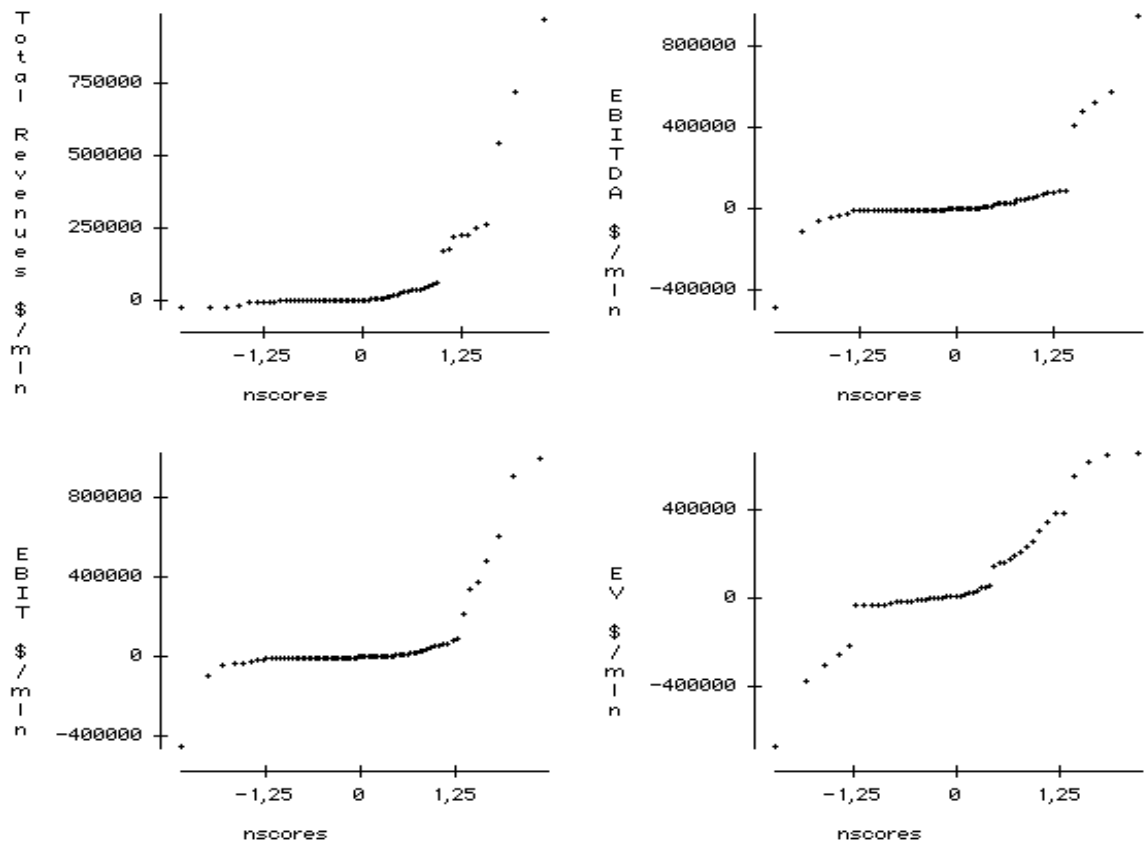 Total Revenues $/mln
750000
500000
250000
0
-1,25 0 1,25
nscores
EBITDA $/mln
800000
400000
0
-400000
-1,25 0 1,25
nscores
EBIT $/mln
800000
400000
0
-400000
-1,25 0 1,25
nscores
EV $/mln
400000
0
-400000
-1,25 0 1,25
nscores